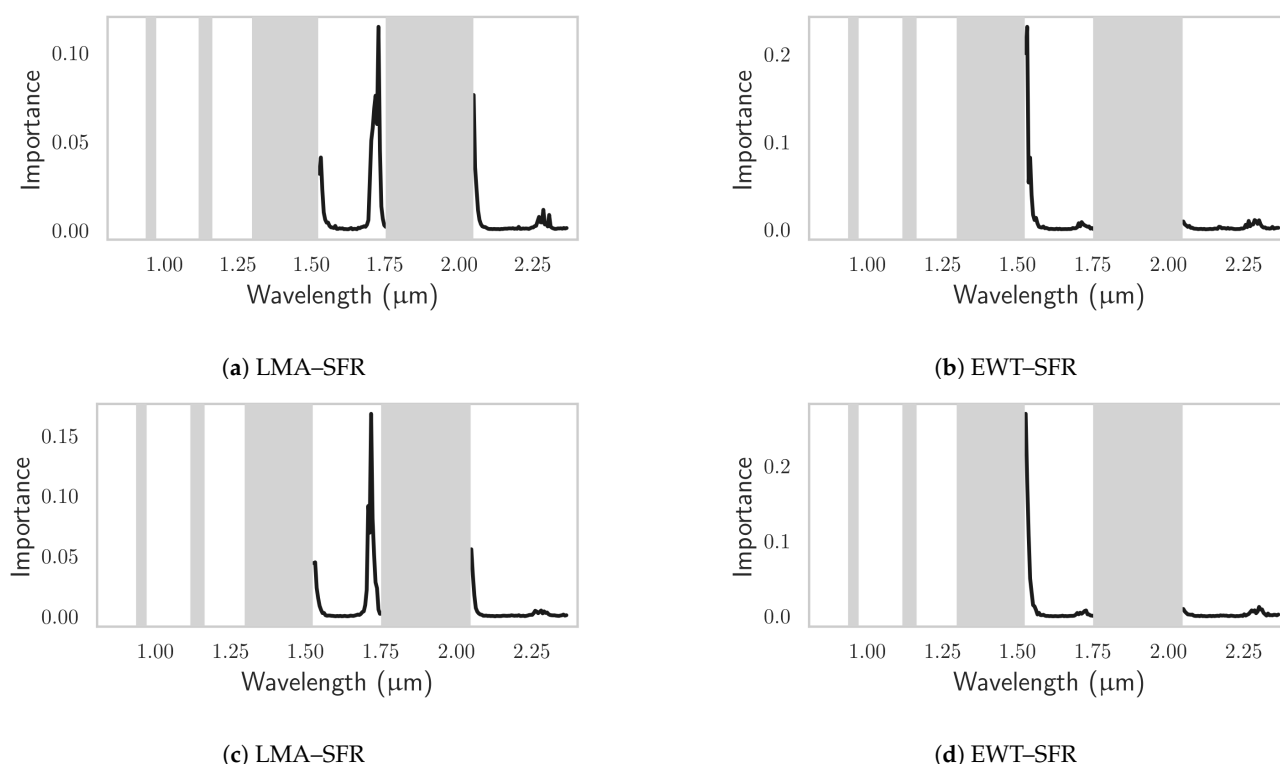 0.10
0.05
0.00
Importance
1.00 1.25 1.50 1.75 2.00 2.25
Wavelength (μm)
(a) LMA–SFR
0.2
0.1
0.0
Importance
1.00 1.25 1.50 1.75 2.00 2.25
Wavelength (μm)
(b) EWT–SFR
0.15
0.10
0.05
0.00
Importance
1.00 1.25 1.50 1.75 2.00 2.25
Wavelength (μm)
(c) LMA–SFR
0.2
0.1
0.0
Importance
1.00 1.25 1.50 1.75 2.00 2.25
Wavelength (μm)
(d) EWT–SFR